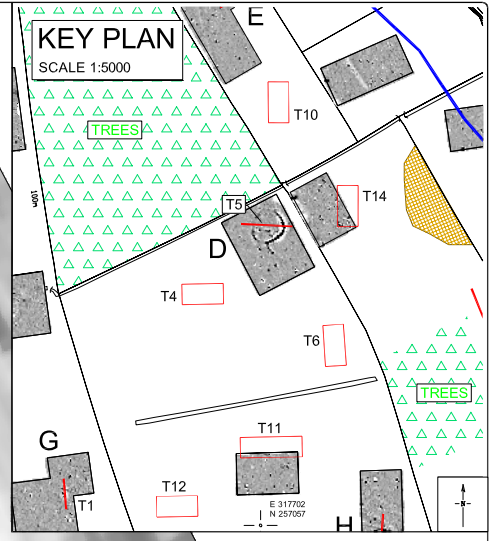 E
KEY PLAN
SCALE 1:5000
T10
TREES
100m
T14
T5
D
T4
T6
TREES
T11
G
T12
T1
E 317702
N 257057
H
N